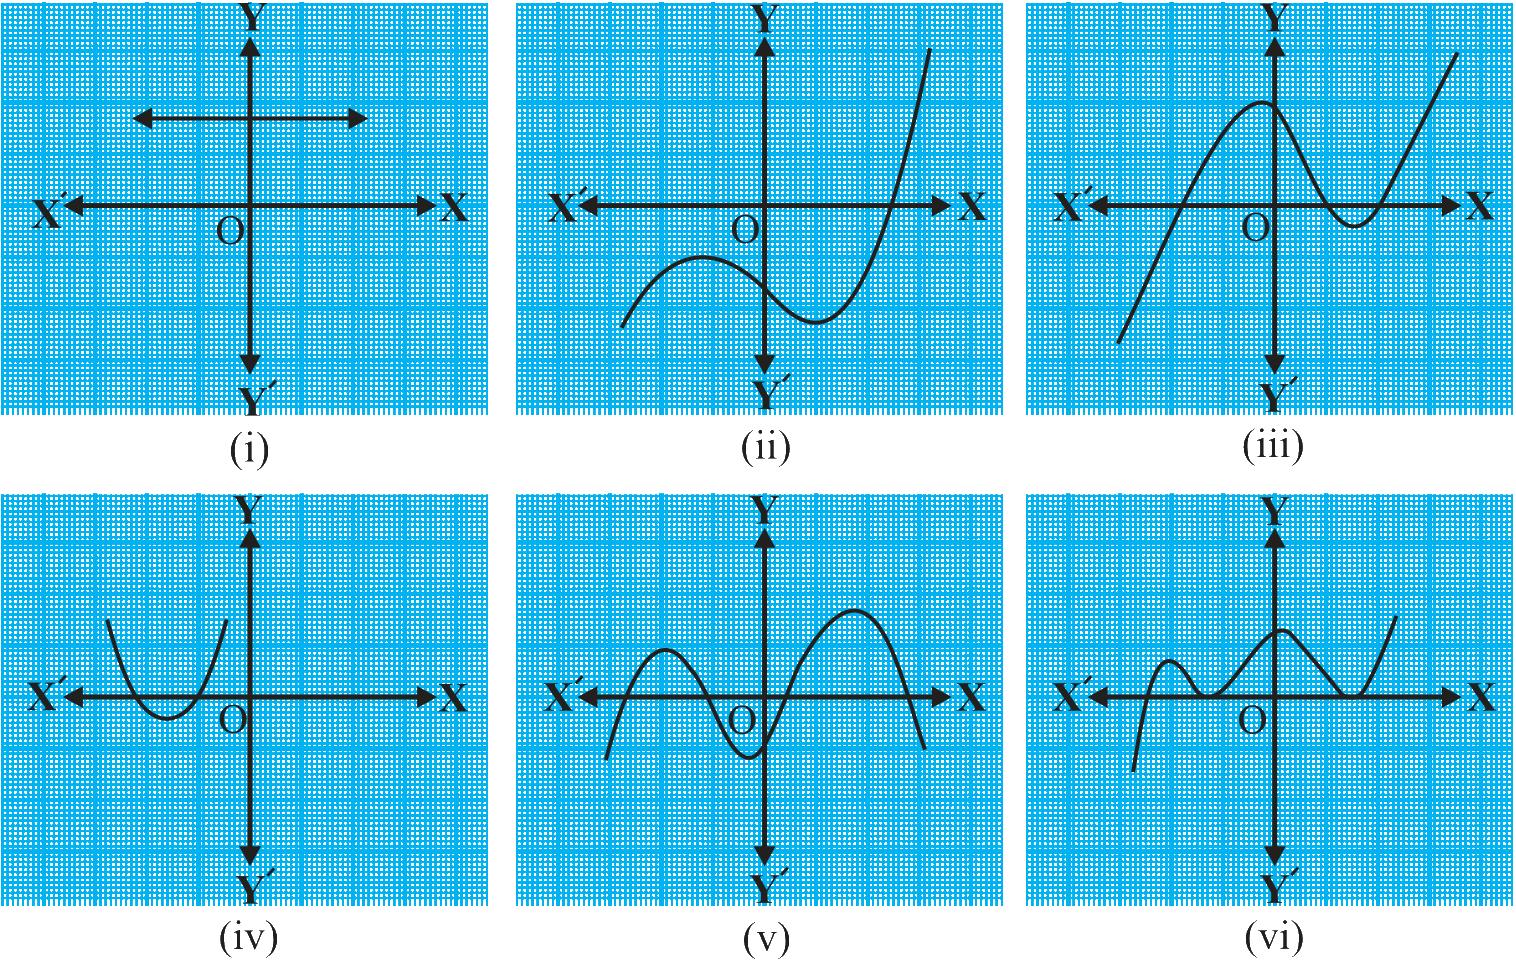 Y Y Y
X′ O X X′ O X X′ O X
Y′ Y′ Y′
(i) (ii) (iii)
Y Y Y
X′ O X X′ O X X′ O X
Y′ Y′ Y′
(iv) (v) (vi)